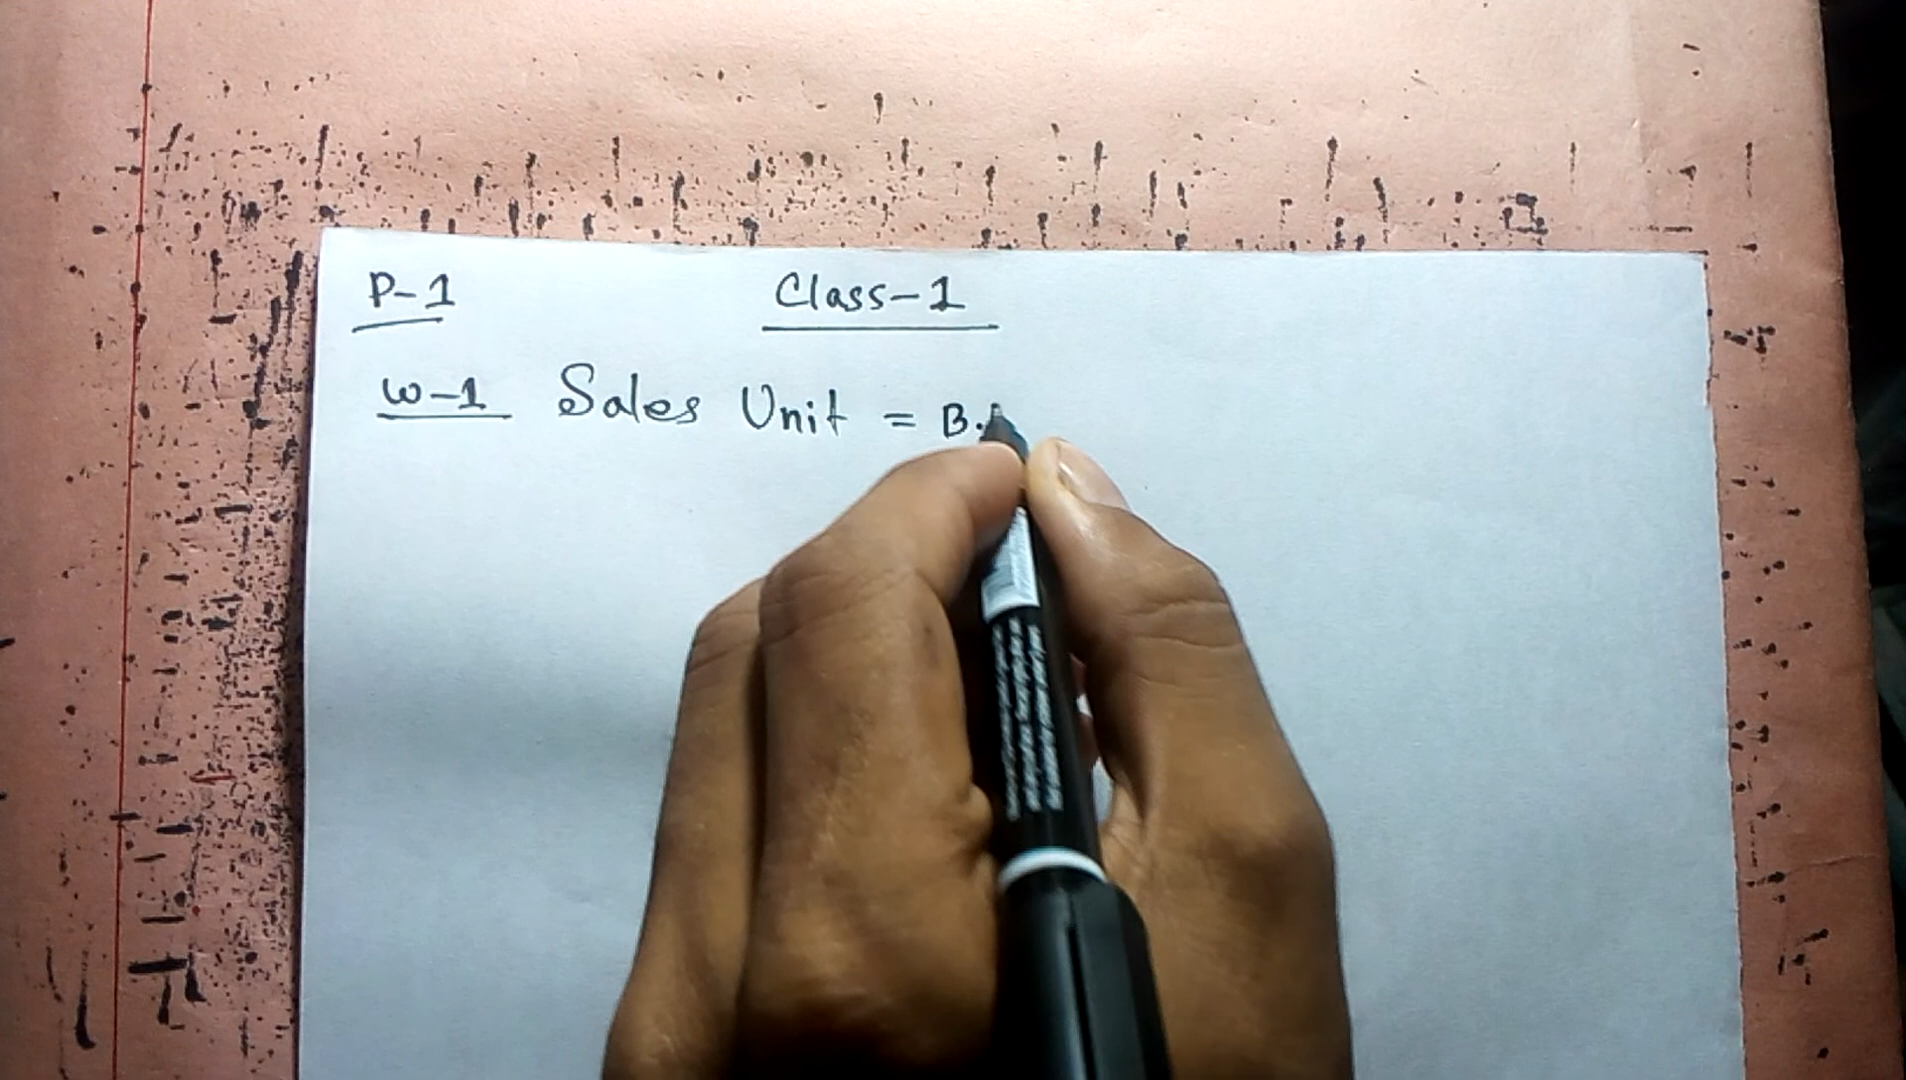 P-1 Class-1
W-1 Sales Unit = B.